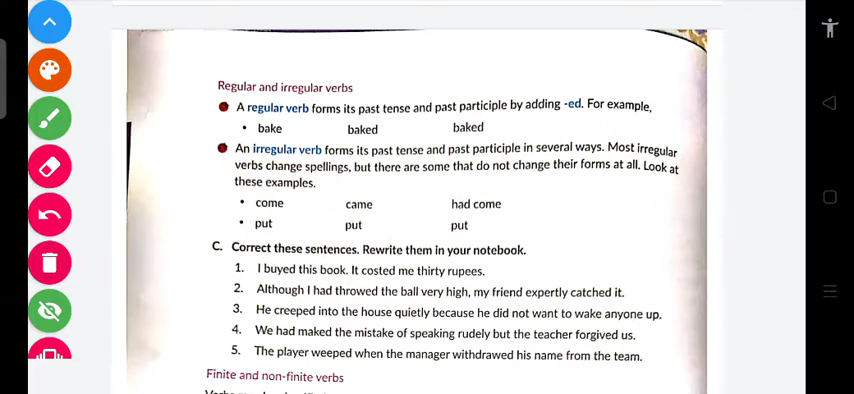 Regular and irregular verbs
A regular verb forms its past tense and past participle by adding -ed. For example,
• bake baked baked
An irregular verb forms its past tense and past participle in several ways. Most irregular
verbs change spellings, but there are some that do not change their forms at all. Look at
these examples.
• come came had come
• put put put
C. Correct these sentences. Rewrite them in your notebook.
1. I buyed this book. It costed me thirty rupees.
2. Although I had throwed the ball very high, my friend expertly catched it.
3. He creeped into the house quietly because he did not want to wake anyone up.
4. We had maked the mistake of speaking rudely but the teacher forgived us.
5. The player weeped when the manager withdrawed his name from the team.
Finite and non-finite verbs